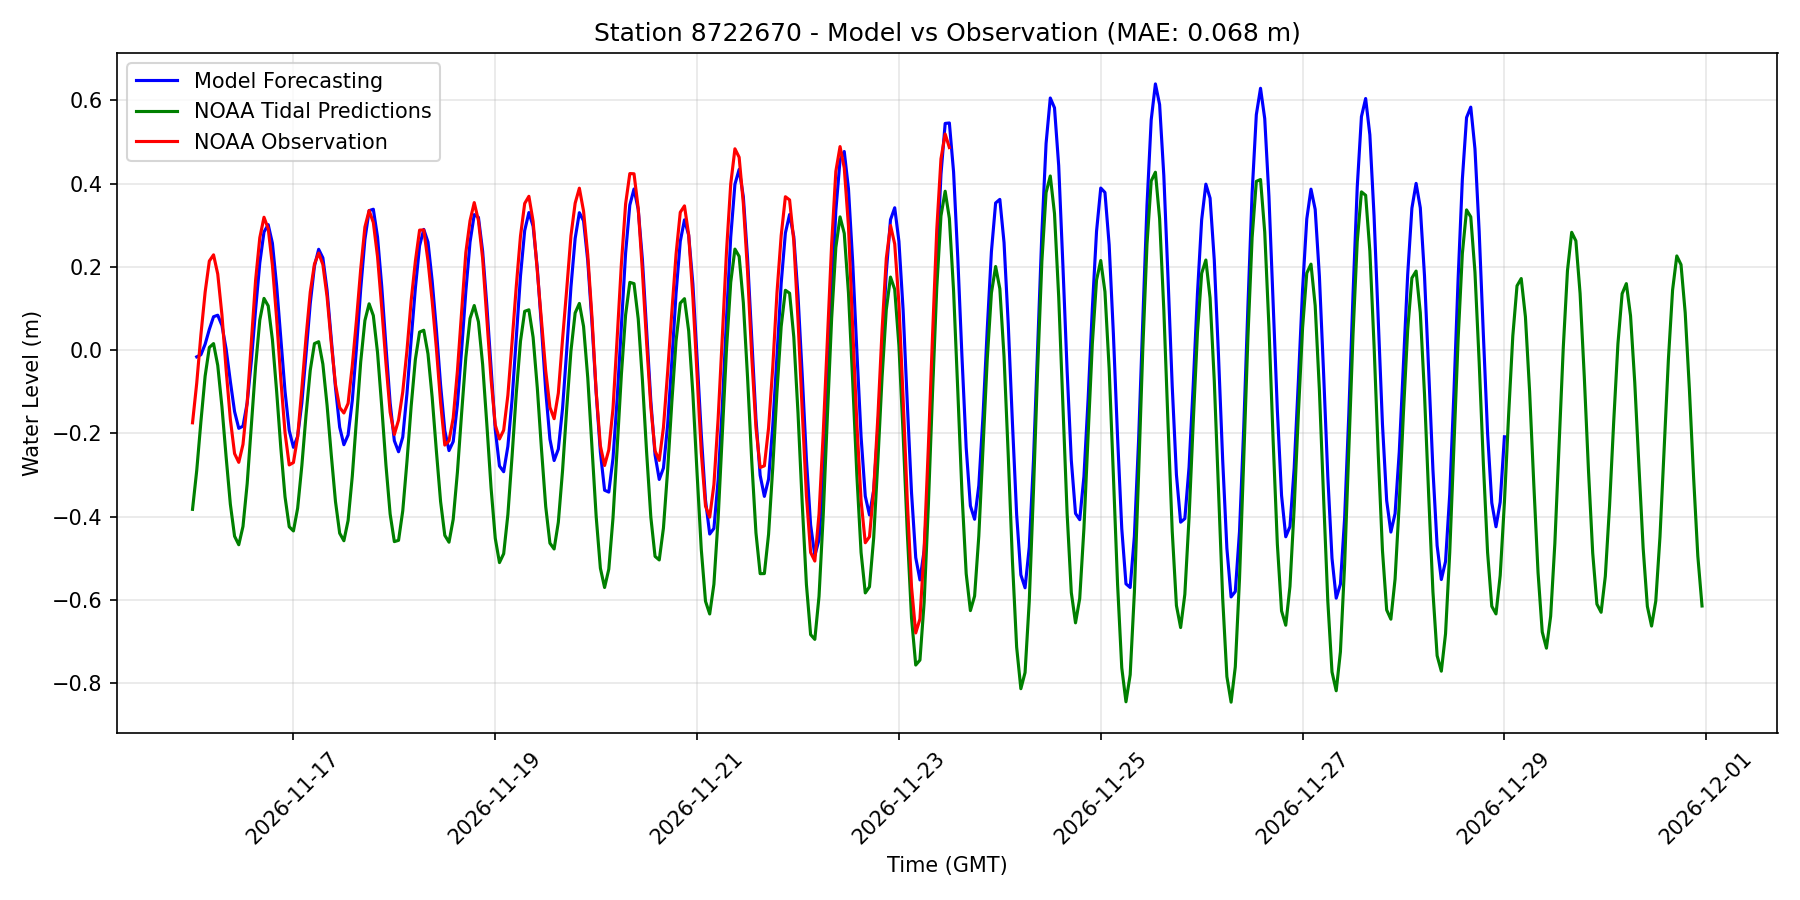 Station 8722670 - Model vs Observation (MAE: 0.068 m)
Model Forecasting
NOAA Tidal Predictions
NOAA Observation
Water Level (m)
0.6
0.4
0.2
0.0
−0.2
−0.4
−0.6
−0.8
2026-11-17
2026-11-19
2026-11-21
2026-11-23
2026-11-25
2026-11-27
2026-11-29
2026-12-01
Time (GMT)